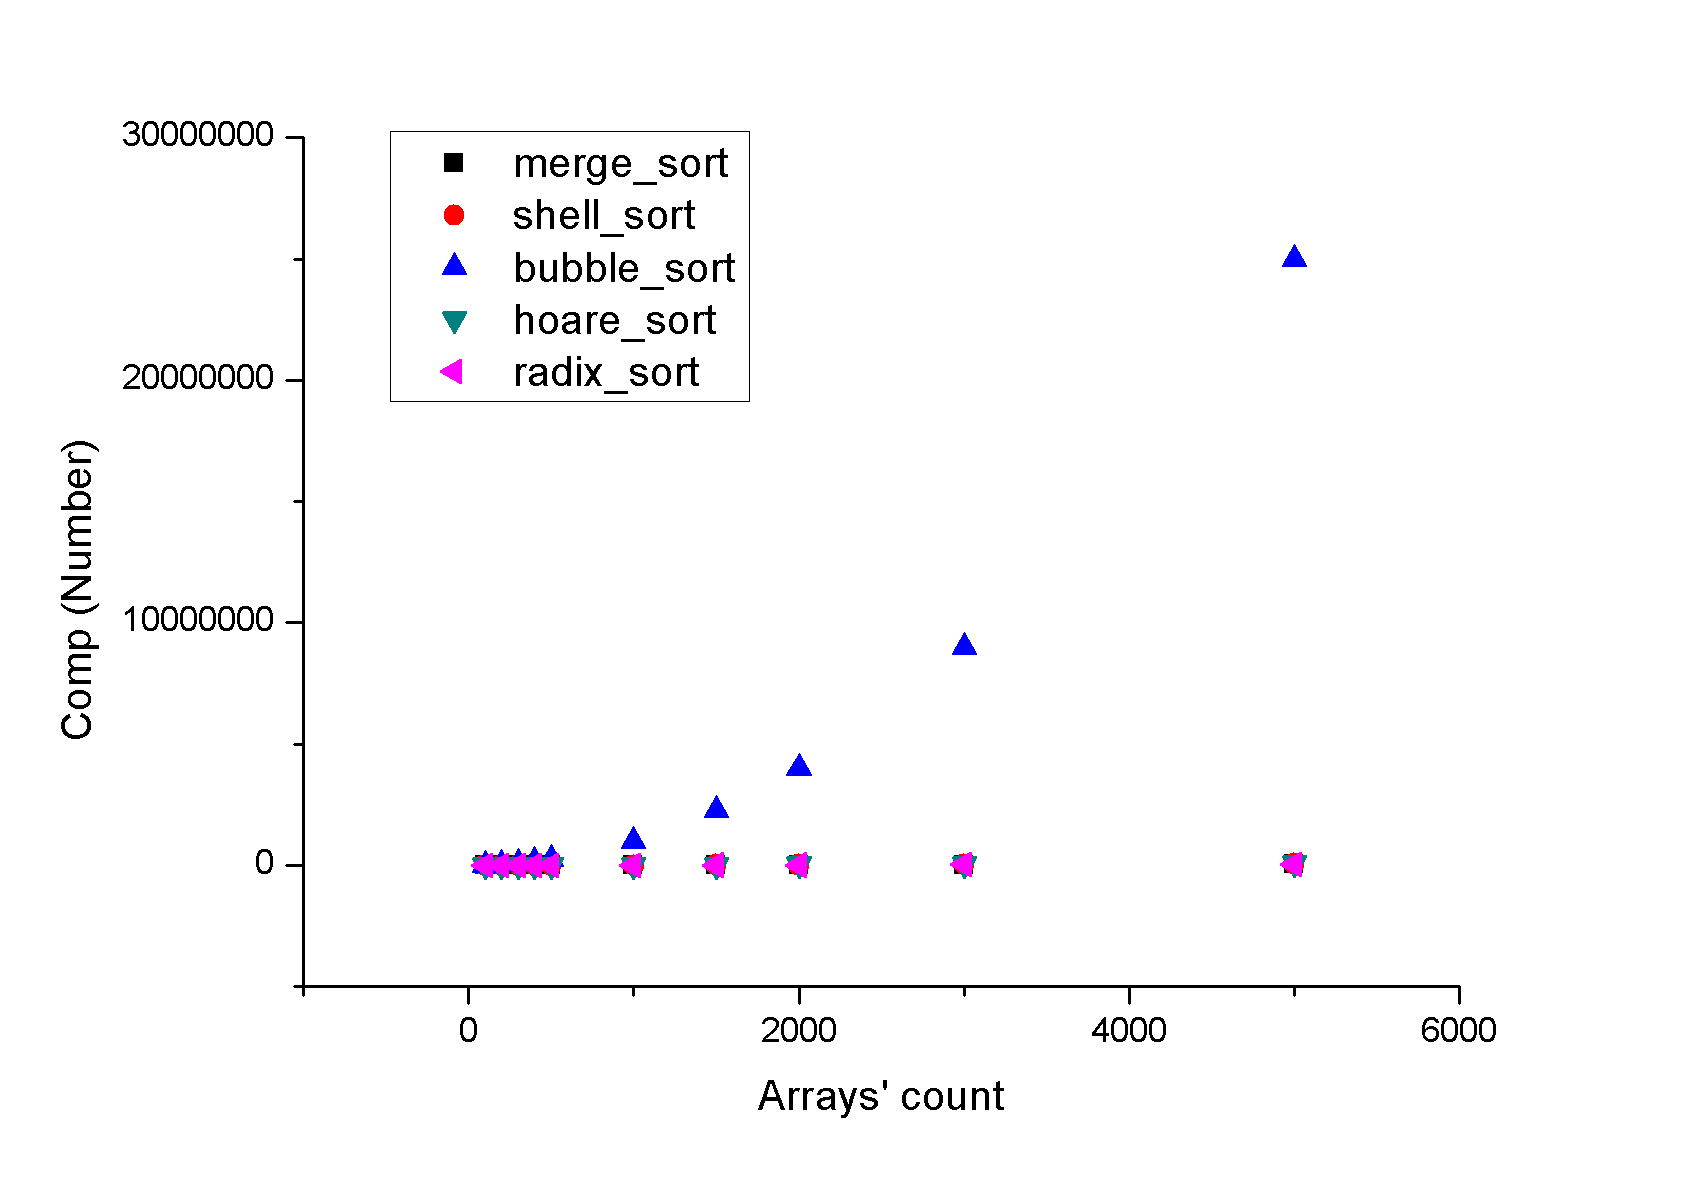 30000000
20000000
10000000
0
Comp (Number)
merge_sort
shell_sort
bubble_sort
hoare_sort
radix_sort
0 2000 4000 6000
Arrays' count